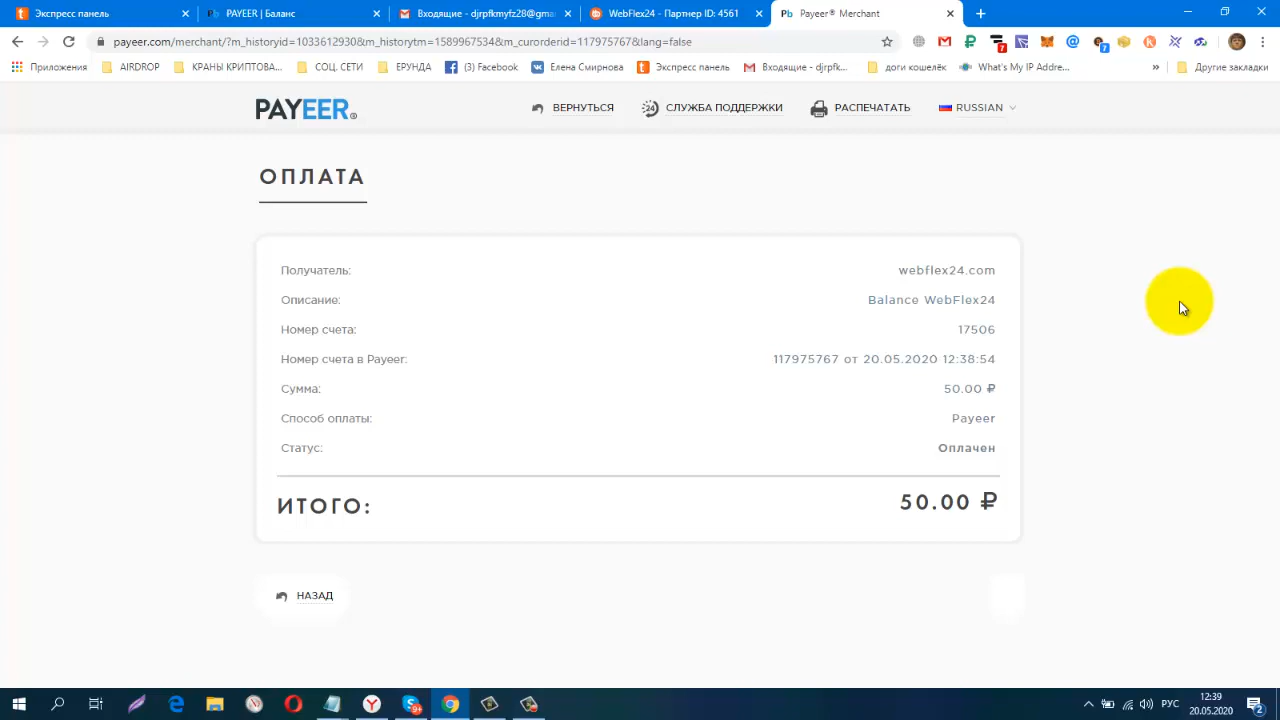 Экспресс панель
PAYEER | Баланс
Входящие - djrpfkmyfz28@gma
WebFlex24 - Партнер ID: 4561
Payeer® Merchant
payeer.com/merchant/?m_historyid=1033612930&m_historytm=1589967534&m_curorderid=117975767&lang=false
Приложения
AIRDROP
КРАНЫ КРИПТОВА...
СОЦ. СЕТИ
ЕРУНДА
(3) Facebook
Елена Смирнова
Экспресс панель
Входящие - djrpfk...
доги кошелёк
What's My IP Addre...
»
Другие закладки
PAYEER®
ВЕРНУТЬСЯ
СЛУЖБА ПОДДЕРЖКИ
РАСПЕЧАТАТЬ
RUSSIAN
ОПЛАТА
Получатель: webflex24.com
Описание: Balance WebFlex24
Номер счета: 17506
Номер счета в Payeer: 117975767 от 20.05.2020 12:38:54
Сумма: 50.00 ₽
Способ оплаты: Payeer
Статус: Оплачен
ИТОГО: 50.00 ₽
НАЗАД
РУС
12:39
20.05.2020